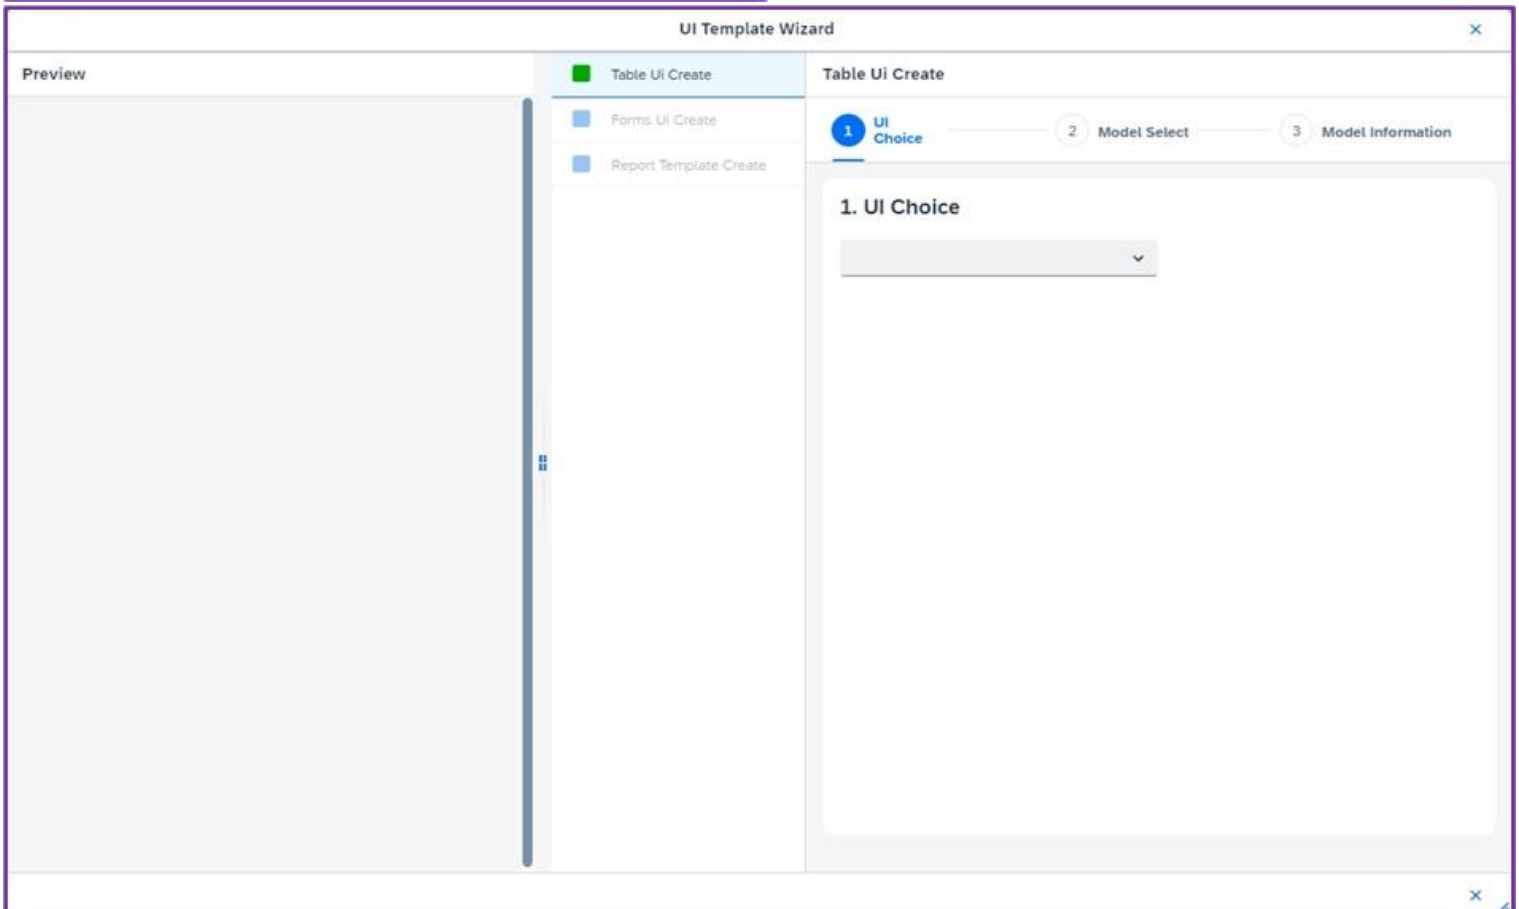 UI Template Wizard
Preview
Table Ui Create
Forms Ui Create
Report Template Create
Table Ui Create
1 UI Choice
2 Model Select
3 Model Information
1. UI Choice